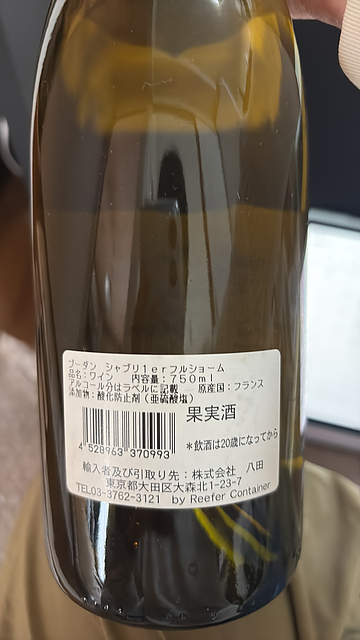 ブーダン シャブリ1erフルショーム
品名：ワイン 内容量：750ml
アルコール分はラベルに記載 原産国：フランス
添加物：酸化防止剤（亜硫酸塩）
果実酒
4 528963 370993
＊飲酒は20歳になってから
輸入者及び引取り先：株式会社 八田
東京都大田区大森北1-23-7
TEL03-3762-3121 by Reefer Container